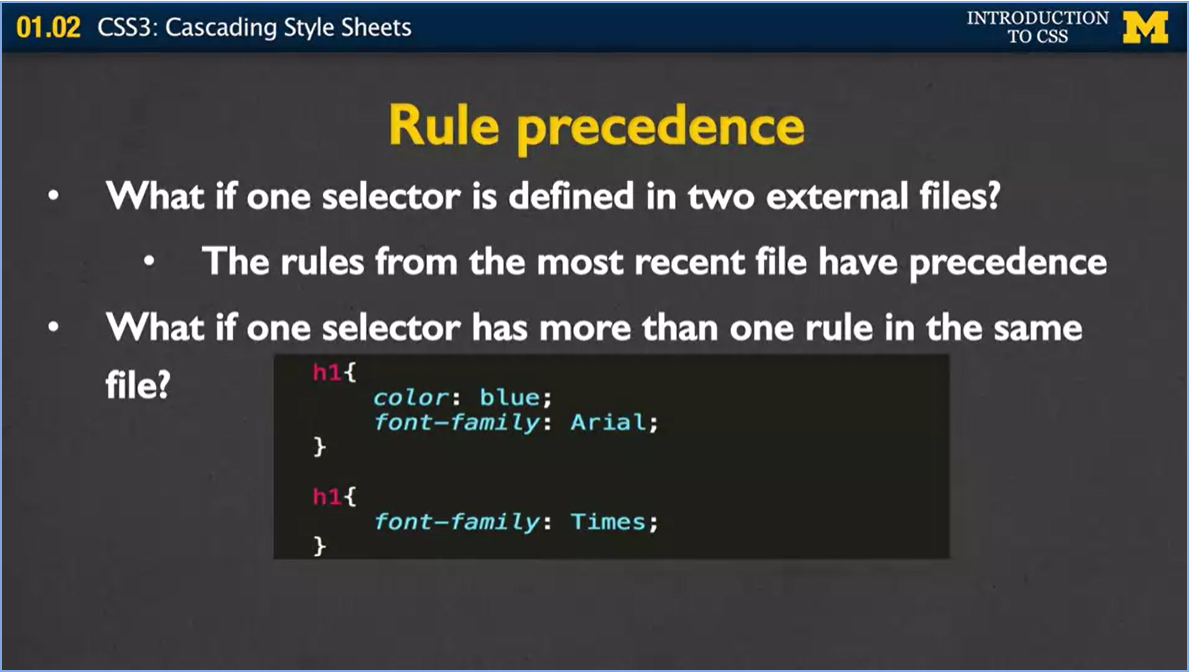 01.02 CSS3: Cascading Style Sheets
INTRODUCTION
TO CSS
M
Rule precedence
• What if one selector is defined in two external files?
• The rules from the most recent file have precedence
• What if one selector has more than one rule in the same
file?
h1{
color: blue;
font-family: Arial;
}
h1{
font-family: Times;
}